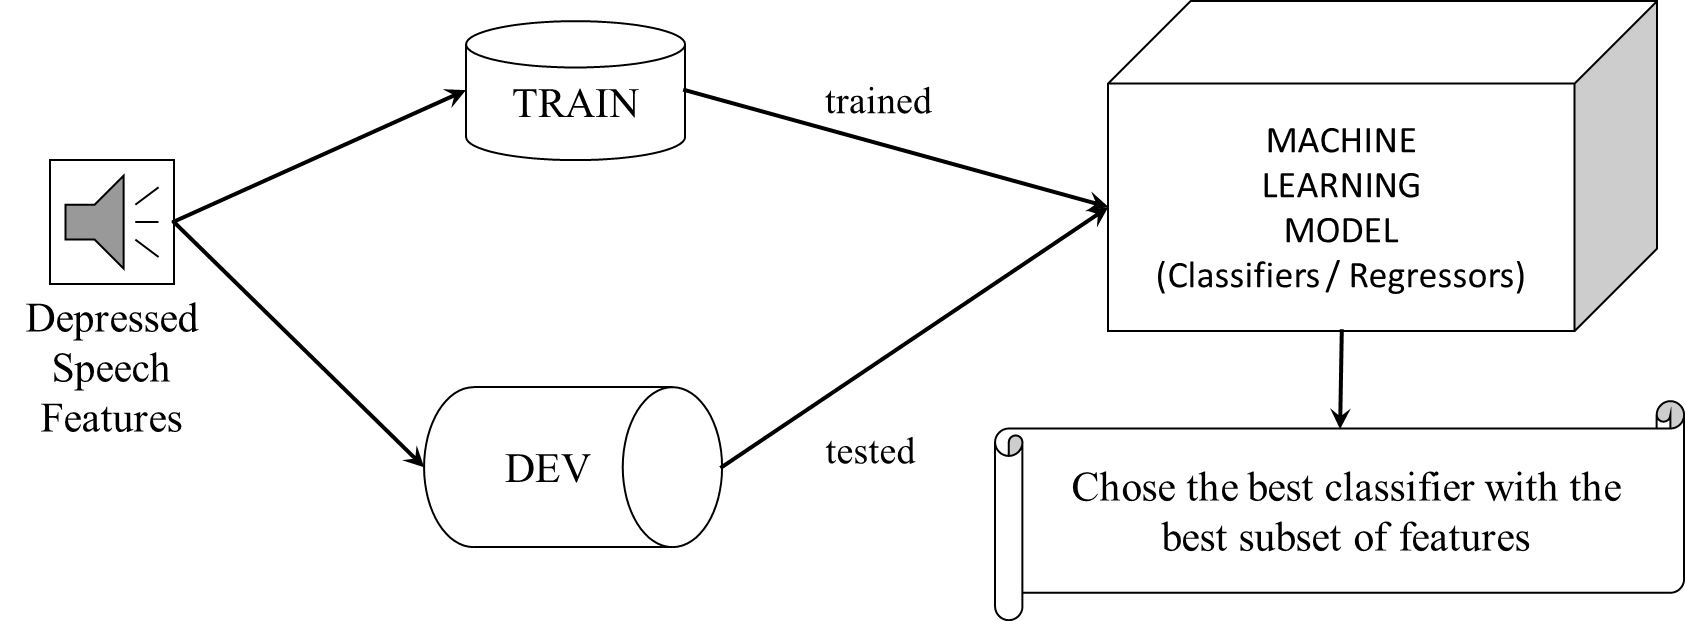 Depressed
Speech
Features
TRAIN
DEV
trained
tested
MACHINE
LEARNING
MODEL
(Classifiers / Regressors)
Chose the best classifier with the
best subset of features